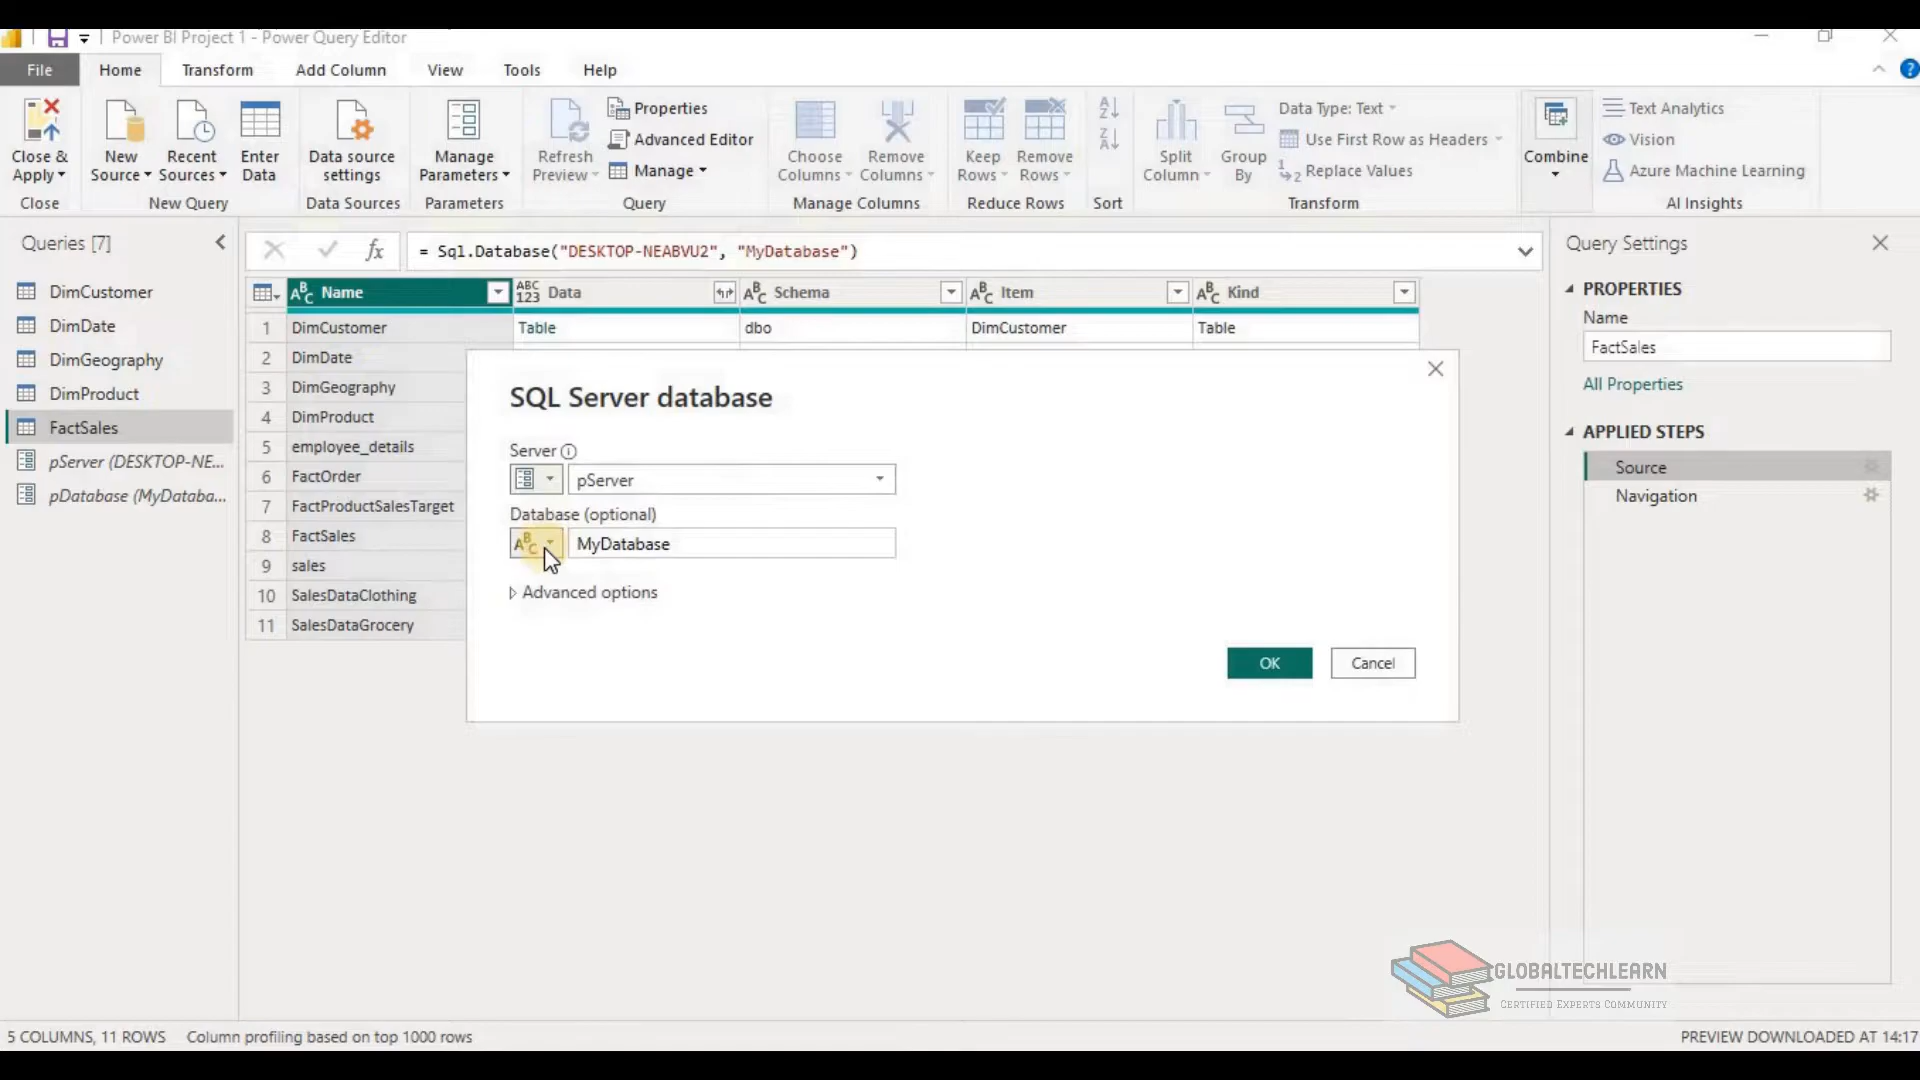 Power BI Project 1 - Power Query Editor
File Home Transform Add Column View Tools Help
Close & Apply
Close
New Source
Recent Sources
Enter Data
New Query
Data source settings
Data Sources
Manage Parameters
Parameters
Refresh Preview
Properties
Advanced Editor
Manage
Query
Choose Columns
Remove Columns
Manage Columns
Keep Rows
Remove Rows
Reduce Rows
Sort
Split Column
Group By
Data Type: Text
Use First Row as Headers
Replace Values
Transform
Combine
Text Analytics
Vision
Azure Machine Learning
AI Insights
Queries [7]
DimCustomer
DimDate
DimGeography
DimProduct
FactSales
pServer (DESKTOP-NE...
pDatabase (MyDataba...
fx = Sql.Database("DESKTOP-NEABVU2", "MyDatabase")
ABC Name ABC 123 Data ABC Schema ABC Item ABC Kind
1 DimCustomer Table dbo DimCustomer Table
2 DimDate
3 DimGeography
4 DimProduct
5 employee_details
6 FactOrder
7 FactProductSalesTarget
8 FactSales
9 sales
10 SalesDataClothing
11 SalesDataGrocery
SQL Server database
Server
pServer
Database (optional)
ABC MyDatabase
Advanced options
OK Cancel
Query Settings
PROPERTIES
Name
FactSales
All Properties
APPLIED STEPS
Source
Navigation
GLOBALTECHLEARN
CERTIFIED EXPERTS COMMUNITY
5 COLUMNS, 11 ROWS Column profiling based on top 1000 rows PREVIEW DOWNLOADED AT 14:17